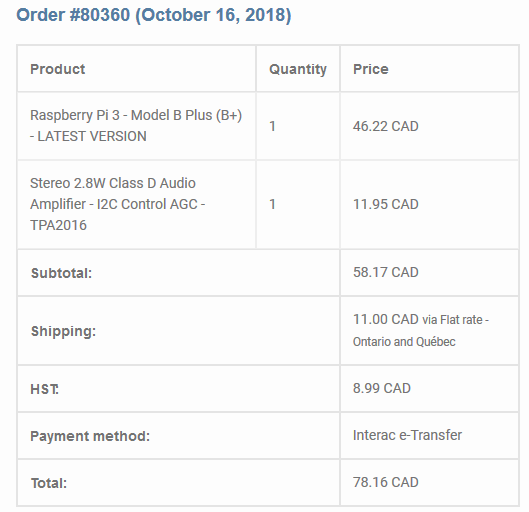 Order #80360 (October 16, 2018)
Product Quantity Price
Raspberry Pi 3 - Model B Plus (B+)
- LATEST VERSION
1
46.22 CAD
Stereo 2.8W Class D Audio
Amplifier - I2C Control AGC -
TPA2016
1
11.95 CAD
Subtotal: 58.17 CAD
Shipping:
11.00 CAD via Flat rate -
Ontario and Québec
HST: 8.99 CAD
Payment method: Interac e-Transfer
Total: 78.16 CAD